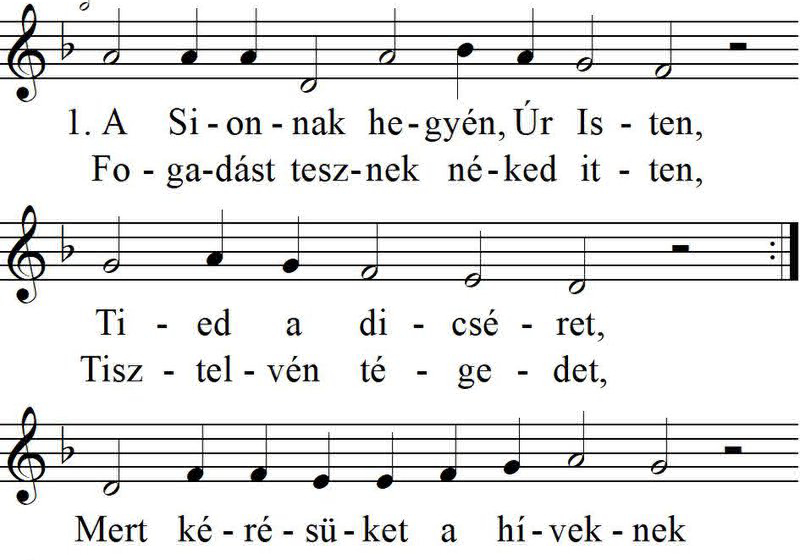 1. A Si - on - nak he - gyén, Úr Is - ten,
Fo - ga - dást tesz - nek né - ked it - ten,
Ti - ed a di - csé - ret,
Tisz - tel - vén té - ge - det,
Mert ké - ré - sü - ket a hí - vek - nek